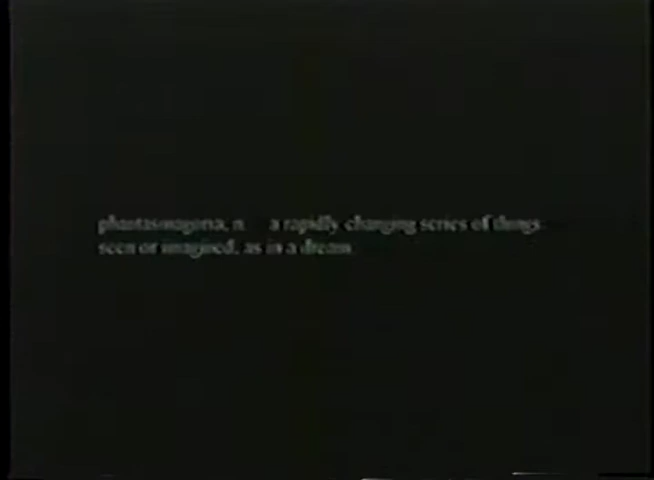 phantasmagoria, n. a rapidly changing series of things
seen or imagined, as in a dream.